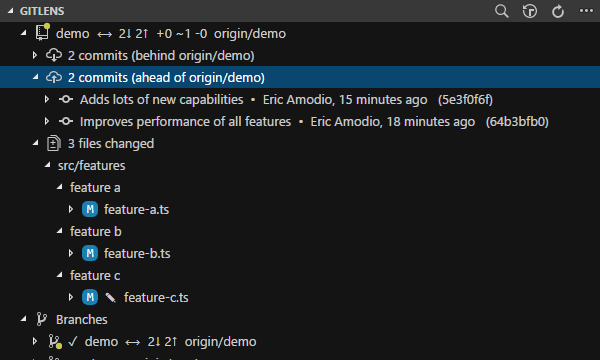 GITLENS
demo ↔ 2↓ 2↑ +0 ~1 -0 origin/demo
2 commits (behind origin/demo)
2 commits (ahead of origin/demo)
Adds lots of new capabilities • Eric Amodio, 15 minutes ago (5e3f0f6f)
Improves performance of all features • Eric Amodio, 18 minutes ago (64b3bfb0)
3 files changed
src/features
feature a
M feature-a.ts
feature b
M feature-b.ts
feature c
M feature-c.ts
Branches
✓ demo ↔ 2↓ 2↑ origin/demo